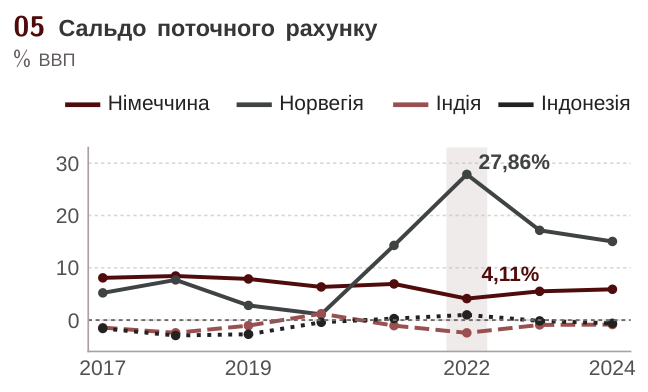 05 Сальдо поточного рахунку
% ВВП
Німеччина Норвегія Індія Індонезія
30
27,86%
20
10
4,11%
0
2017 2019 2022 2024